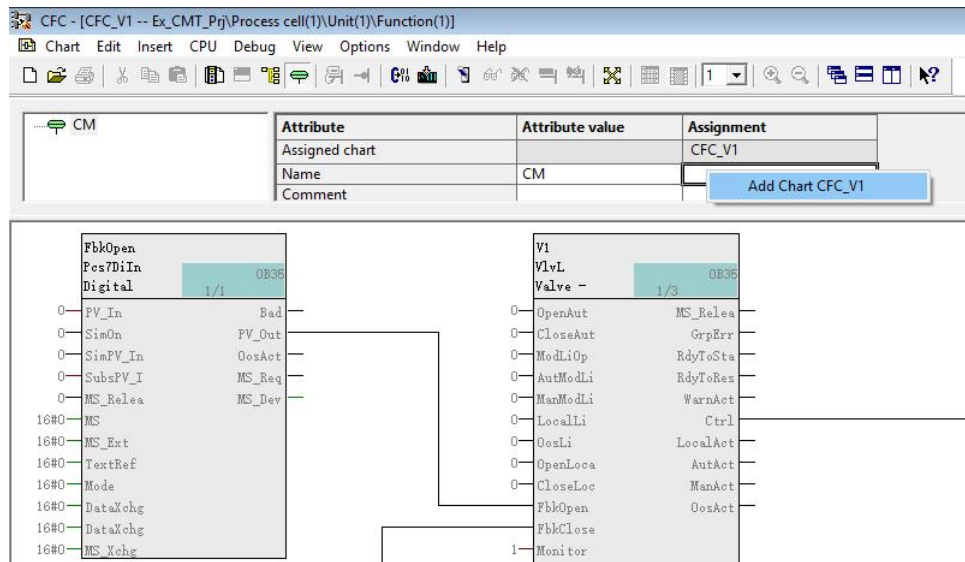 CFC - [CFC_V1 -- Ex_CMT_Prj\Process cell(1)\Unit(1)\Function(1)]
Chart Edit Insert CPU Debug View Options Window Help
1
CM
Attribute Attribute value Assignment
Assigned chart CFC_V1
Name CM
Add Chart CFC_V1
Comment
FbkOpen
Pcs7DiIn
Digital
OB35
1/1
0 PV_In Bad
0 SimOn PV_Out
0 SimPV_In OosAct
0 SubsPV_I MS_Req
0 MS_Relea MS_Dev
16#0 MS
16#0 MS_Ext
16#0 TextRef
16#0 Mode
16#0 DataXchg
16#0 DataXchg
16#0 MS_Xchg
V1
VlvL
Valve -
OB35
1/3
0 OpenAut MS_Relea
0 CloseAut GrpErr
0 ModLiOp RdyToSta
0 AutModLi RdyToRes
0 ManModLi WarnAct
0 LocalLi Ctrl
0 OosLi LocalAct
0 OpenLoca AutAct
0 CloseLoc ManAct
FbkOpen OosAct
FbkClose
1 Monitor